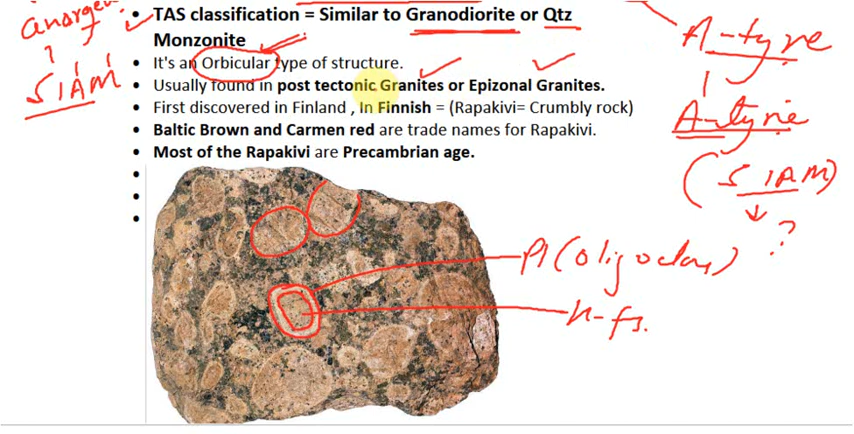 anorgen
? ↗
SIAM
• TAS classification = Similar to Granodiorite or Qtz
Monzonite
• It's an Orbicular type of structure.
• Usually found in post tectonic Granites or Epizonal Granites.
• First discovered in Finland , In Finnish = (Rapakivi= Crumbly rock)
• Baltic Brown and Carmen red are trade names for Rapakivi.
• Most of the Rapakivi are Precambrian age.
•
•
•
A-type
A-type
(SIAM)
?
Pl (oligoclas)
K-fs.